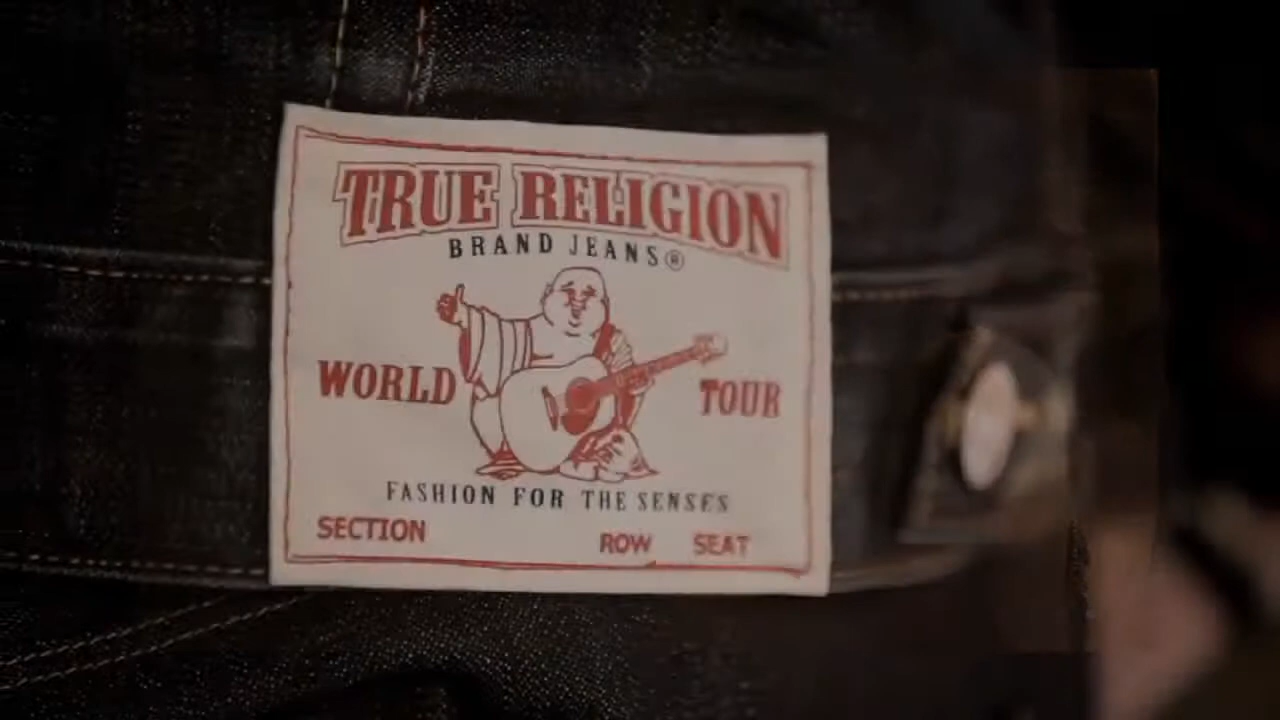 TRUE RELIGION
BRAND JEANS®
WORLD TOUR
FASHION FOR THE SENSES
SECTION ROW SEAT